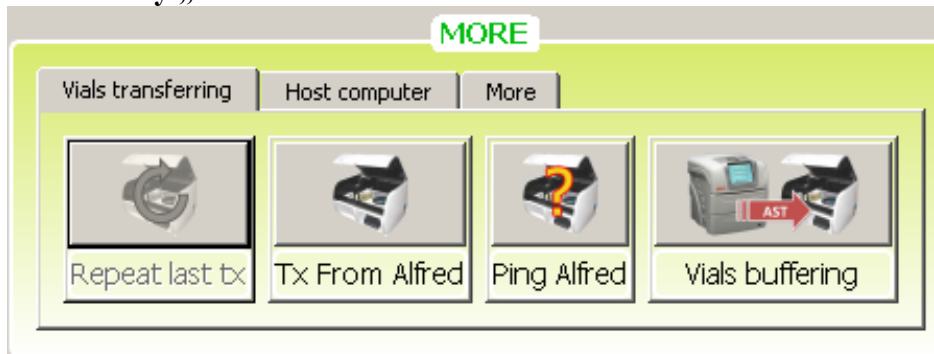 MORE
Vials transferring Host computer More
AST
Repeat last tx Tx From Alfred Ping Alfred Vials buffering